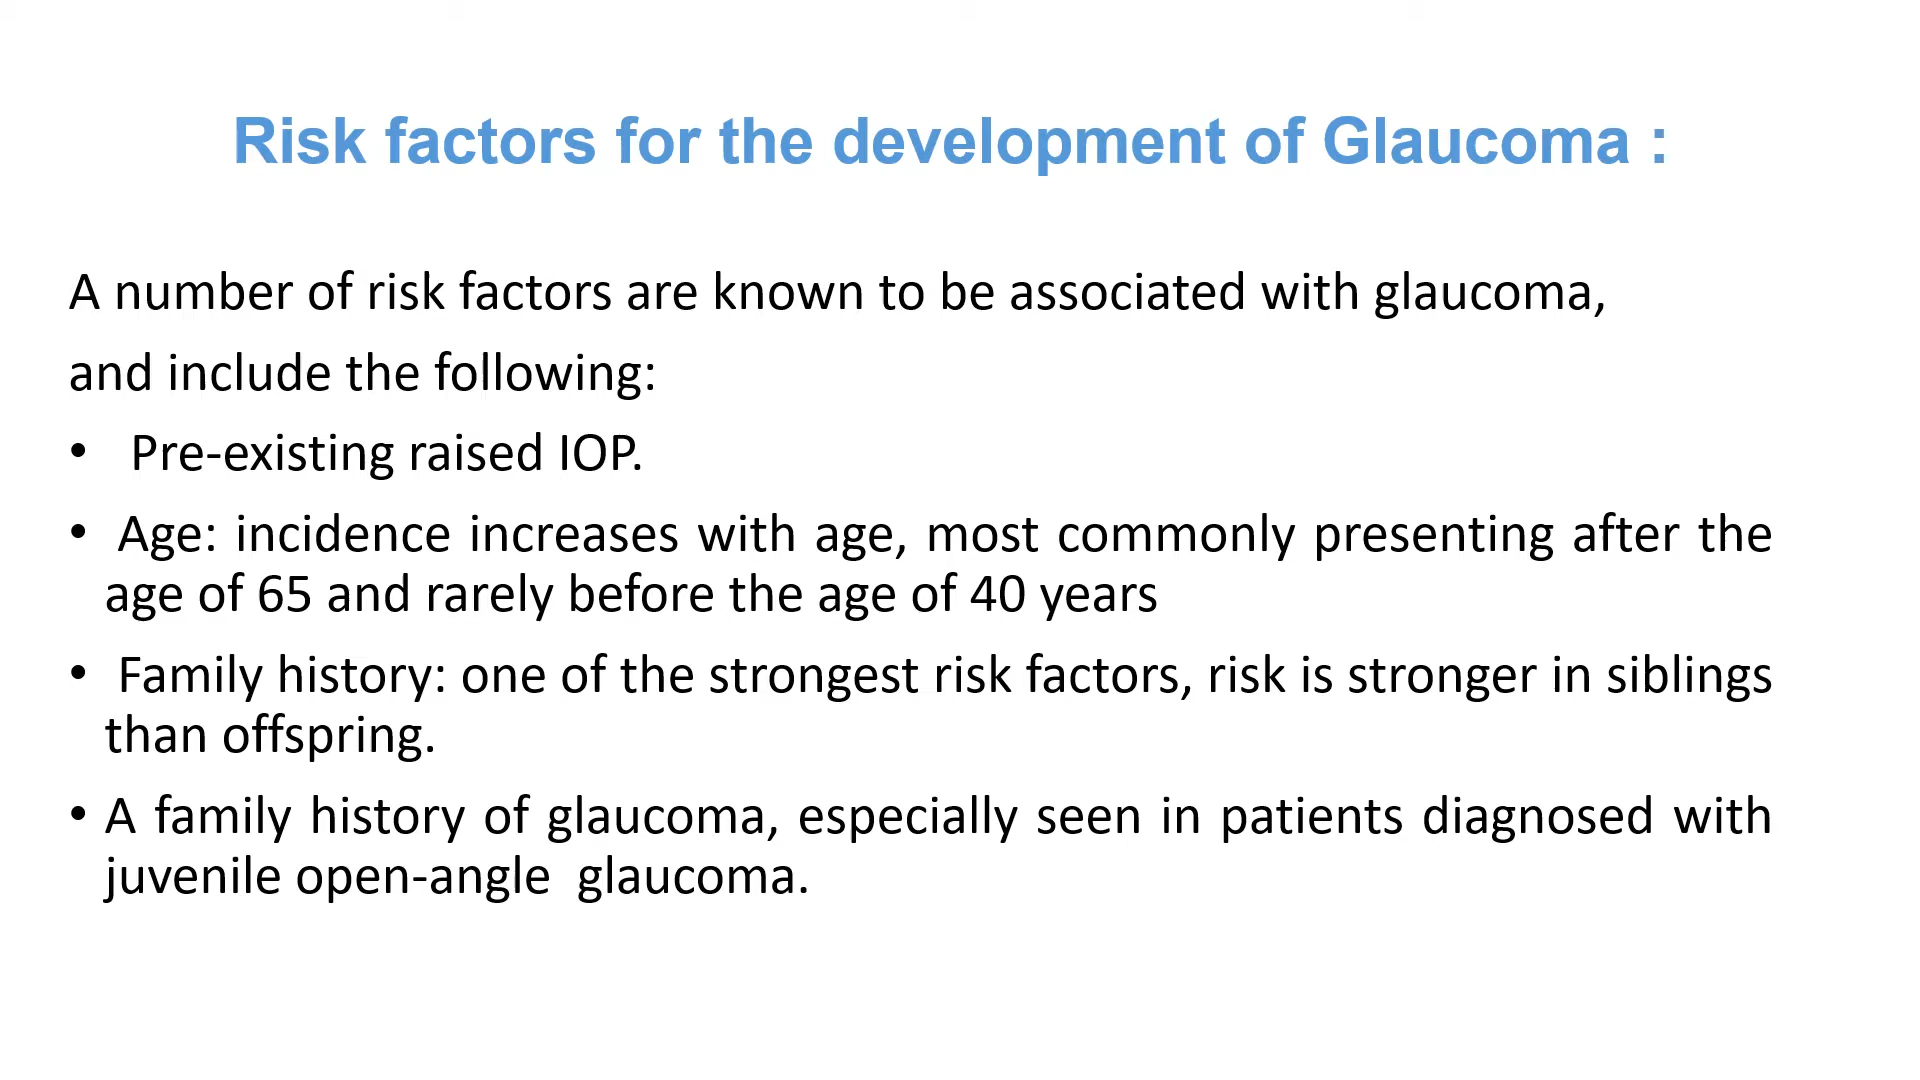 Risk factors for the development of Glaucoma :
A number of risk factors are known to be associated with glaucoma,
and include the following:
• Pre-existing raised IOP.
• Age: incidence increases with age, most commonly presenting after the
age of 65 and rarely before the age of 40 years
• Family history: one of the strongest risk factors, risk is stronger in siblings
than offspring.
• A family history of glaucoma, especially seen in patients diagnosed with
juvenile open-angle glaucoma.